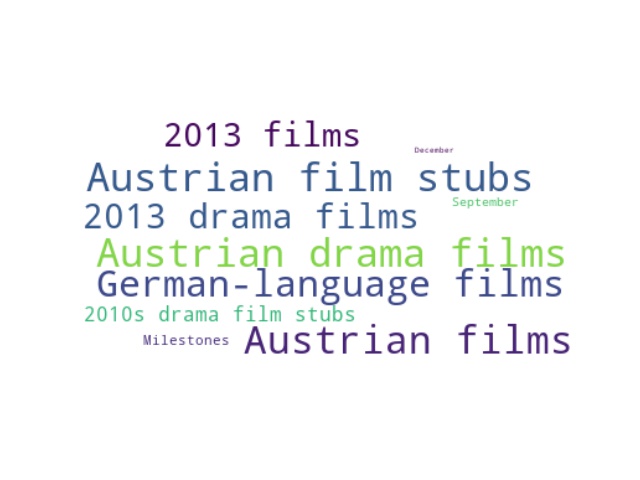 2013 films
December
Austrian film stubs
September
2013 drama films
Austrian drama films
German-language films
2010s drama film stubs
Milestones
Austrian films